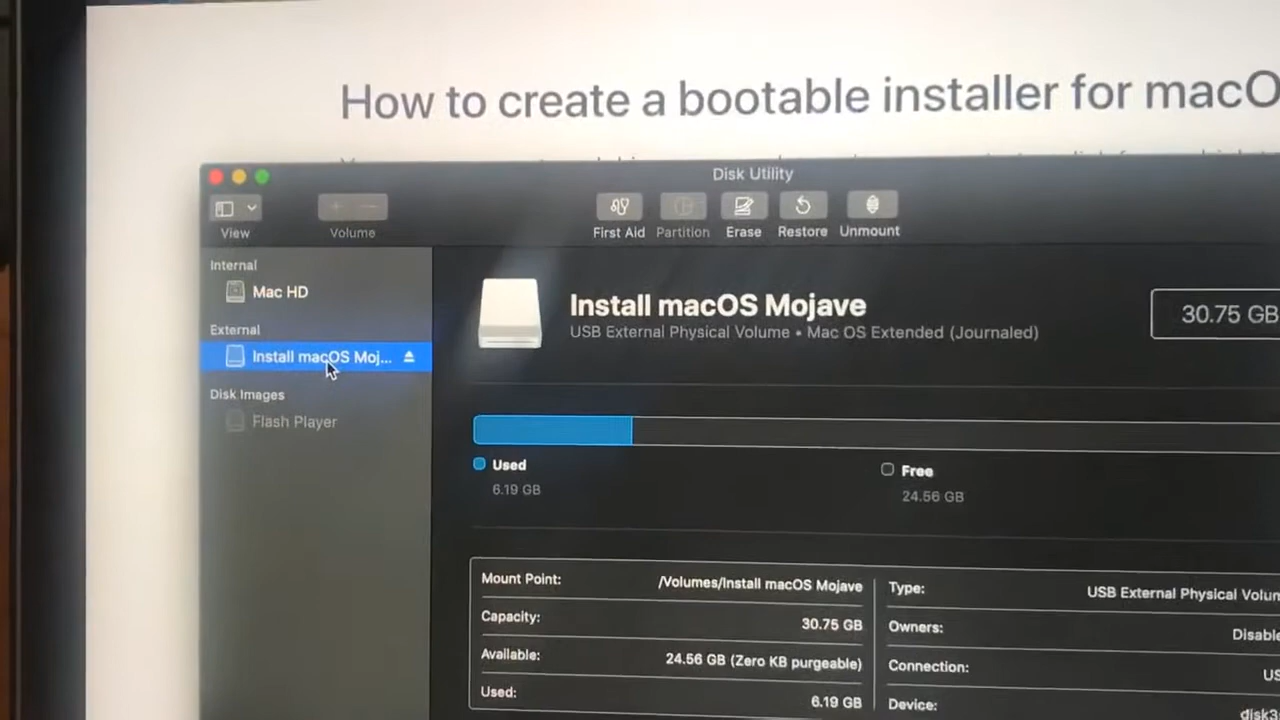 How to create a bootable installer for macO
Disk Utility
View
Volume
First Aid
Partition
Erase
Restore
Unmount
Internal
Mac HD
External
Install macOS Moj...
Disk Images
Flash Player
Install macOS Mojave
USB External Physical Volume • Mac OS Extended (Journaled)
30.75 GB
Used
6.19 GB
Free
24.56 GB
Mount Point: /Volumes/Install macOS Mojave
Capacity: 30.75 GB
Available: 24.56 GB (Zero KB purgeable)
Used: 6.19 GB
Type: USB External Physical Volum
Owners: Disable
Connection: US
Device: disk3